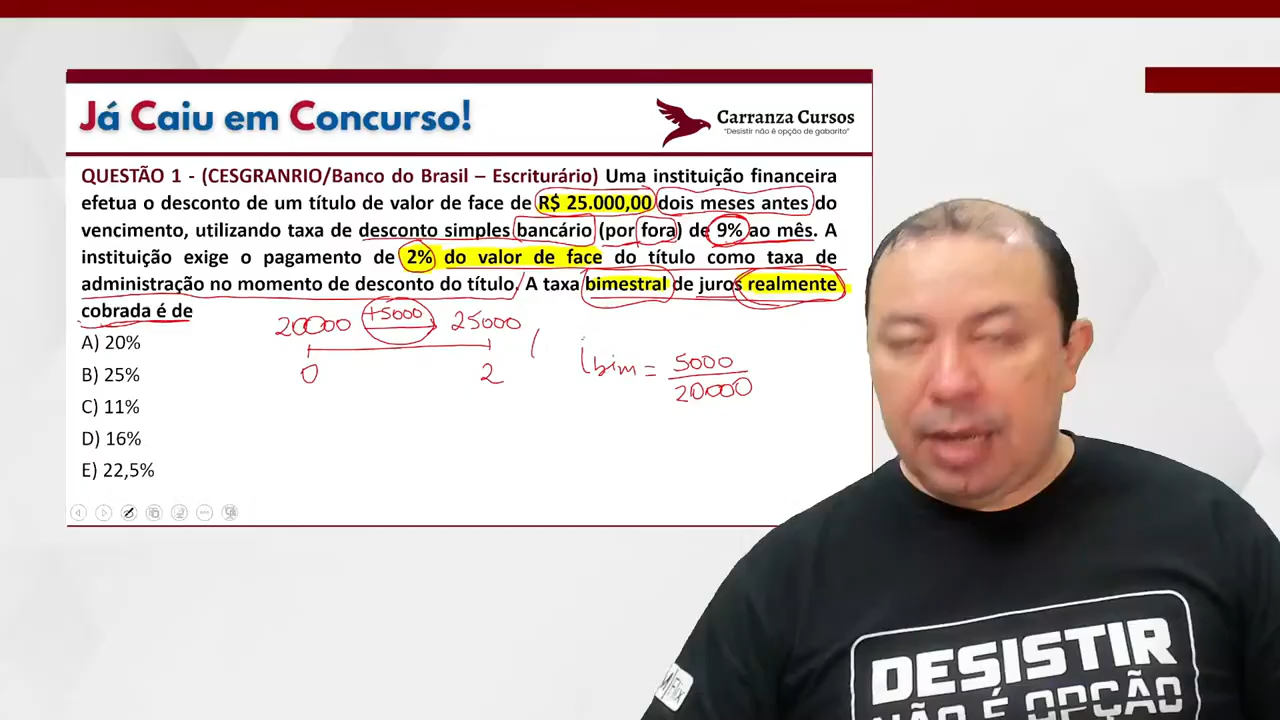 Já Caiu em Concurso!
Carranza Cursos
"Desistir não é opção de gabarito"
QUESTÃO 1 - (CESGRANRIO/Banco do Brasil – Escriturário) Uma instituição financeira
efetua o desconto de um título de valor de face de R$ 25.000,00 dois meses antes do
vencimento, utilizando taxa de desconto simples bancário (por fora) de 9% ao mês. A
instituição exige o pagamento de 2% do valor de face do título como taxa de
administração no momento de desconto do título. A taxa bimestral de juros realmente
cobrada é de
20000 +5000 25000
A) 20%
0 2
i bim = 5000
20000
B) 25%
C) 11%
D) 16%
E) 22,5%
DESISTIR
NÃO É OPÇÃO